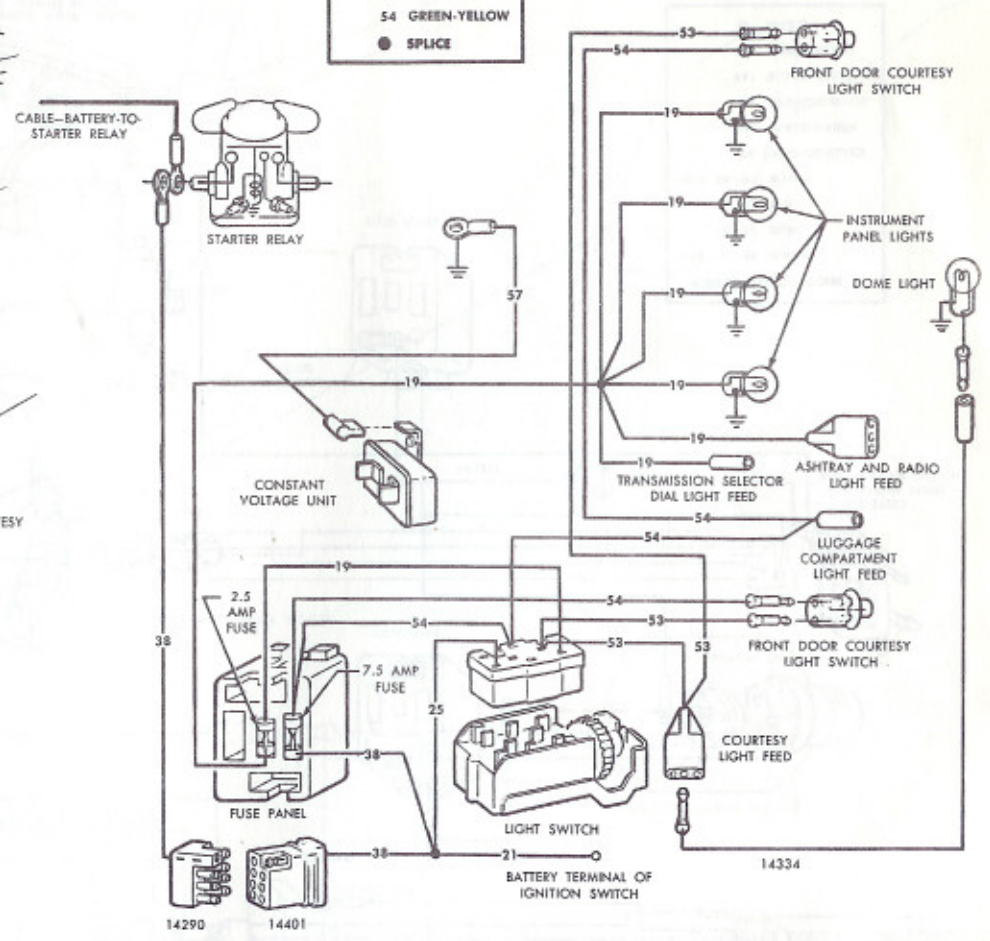 54 GREEN-YELLOW
SPLICE
CABLE—BATTERY-TO-
STARTER RELAY
STARTER RELAY
53
54
FRONT DOOR COURTESY
LIGHT SWITCH
19
19
19
19
INSTRUMENT
PANEL LIGHTS
DOME LIGHT
57
19
19
ASHTRAY AND RADIO
LIGHT FEED
19
TRANSMISSION SELECTOR
DIAL LIGHT FEED
CONSTANT
VOLTAGE UNIT
ESY
54
54
LUGGAGE
COMPARTMENT
LIGHT FEED
19
2.5
AMP
FUSE
54
54
53
53
53
FRONT DOOR COURTESY
LIGHT SWITCH
38
7.5 AMP
FUSE
25
38
COURTESY
LIGHT FEED
FUSE PANEL
LIGHT SWITCH
38
21
BATTERY TERMINAL OF
IGNITION SWITCH
14334
14290
14401